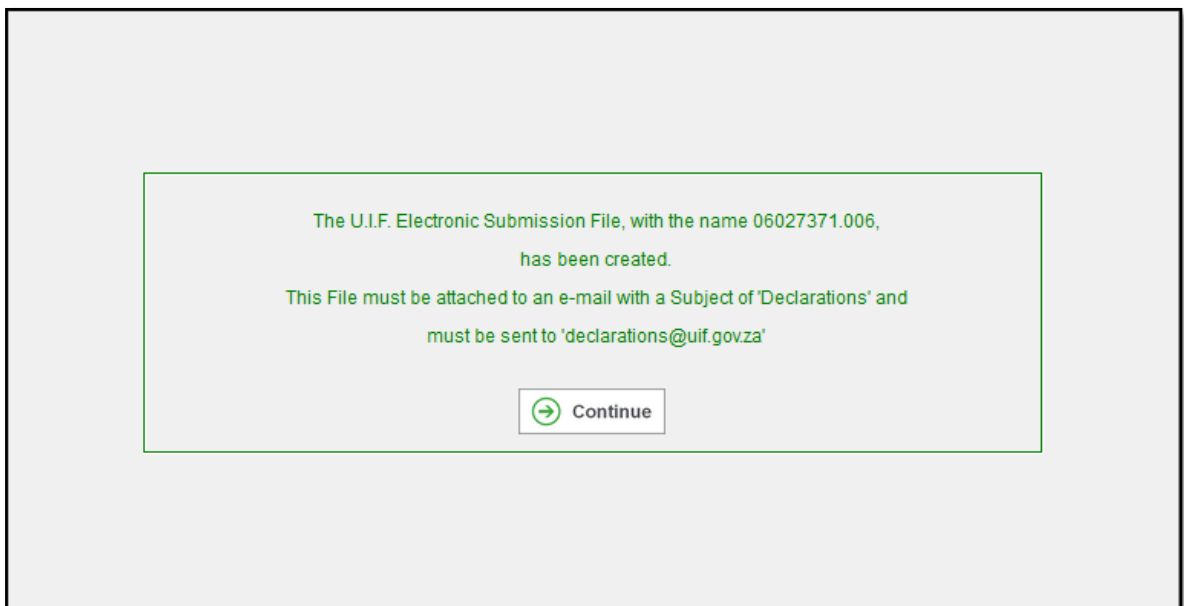 The U.I.F. Electronic Submission File, with the name 06027371.006,
has been created.
This File must be attached to an e-mail with a Subject of 'Declarations' and
must be sent to 'declarations@uif.gov.za'
Continue